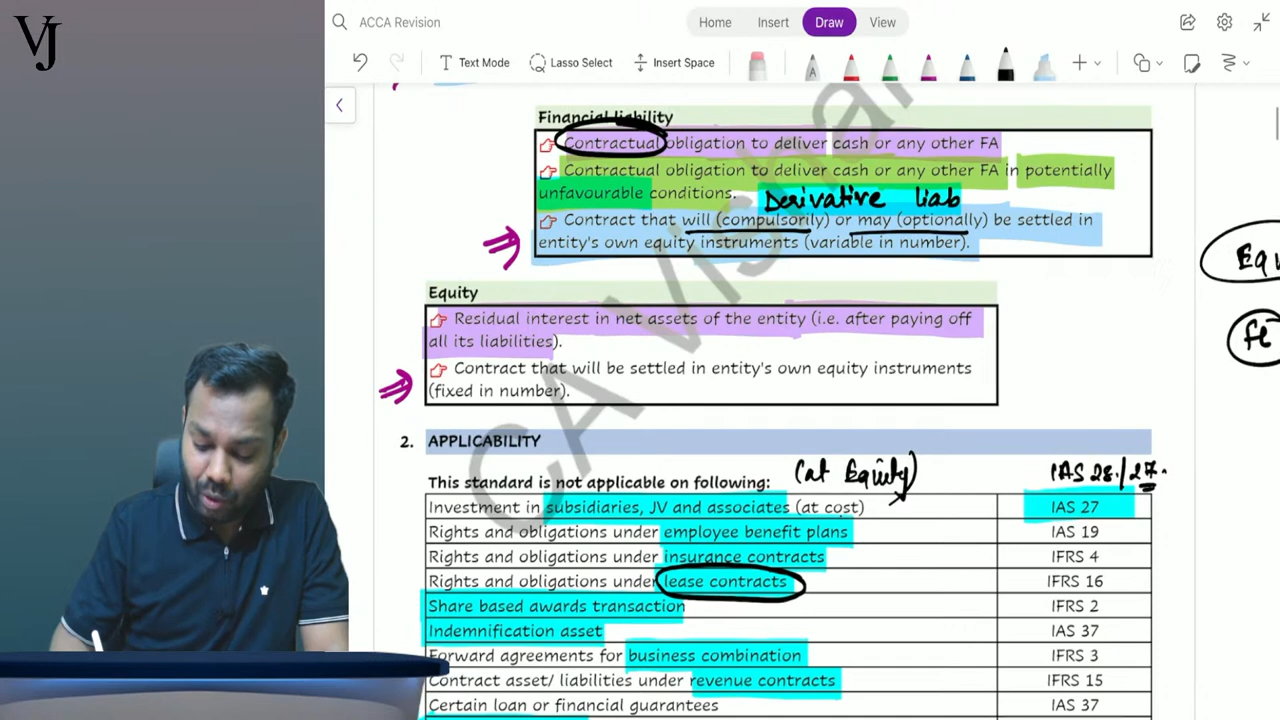 VJ
ACCA Revision
Home Insert Draw View
Text Mode Lasso Select Insert Space
Financial liability
Contractual obligation to deliver cash or any other FA
Contractual obligation to deliver cash or any other FA in potentially
unfavourable conditions. Derivative liab
Contract that will (compulsorily) or may (optionally) be settled in
entity's own equity instruments (variable in number).
Equity
Residual interest in net assets of the entity (i.e. after paying off
all its liabilities).
Contract that will be settled in entity's own equity instruments
(fixed in number).
2. APPLICABILITY
(at Equity) IAS 28/27.
This standard is not applicable on following:
Investment in subsidiaries, JV and associates (at cost) IAS 27
Rights and obligations under employee benefit plans IAS 19
Rights and obligations under insurance contracts IFRS 4
Rights and obligations under lease contracts IFRS 16
Share based awards transaction IFRS 2
Indemnification asset IAS 37
Forward agreements for business combination IFRS 3
Contract asset/ liabilities under revenue contracts IFRS 15
Certain loan or financial guarantees IAS 37
CA Vishal